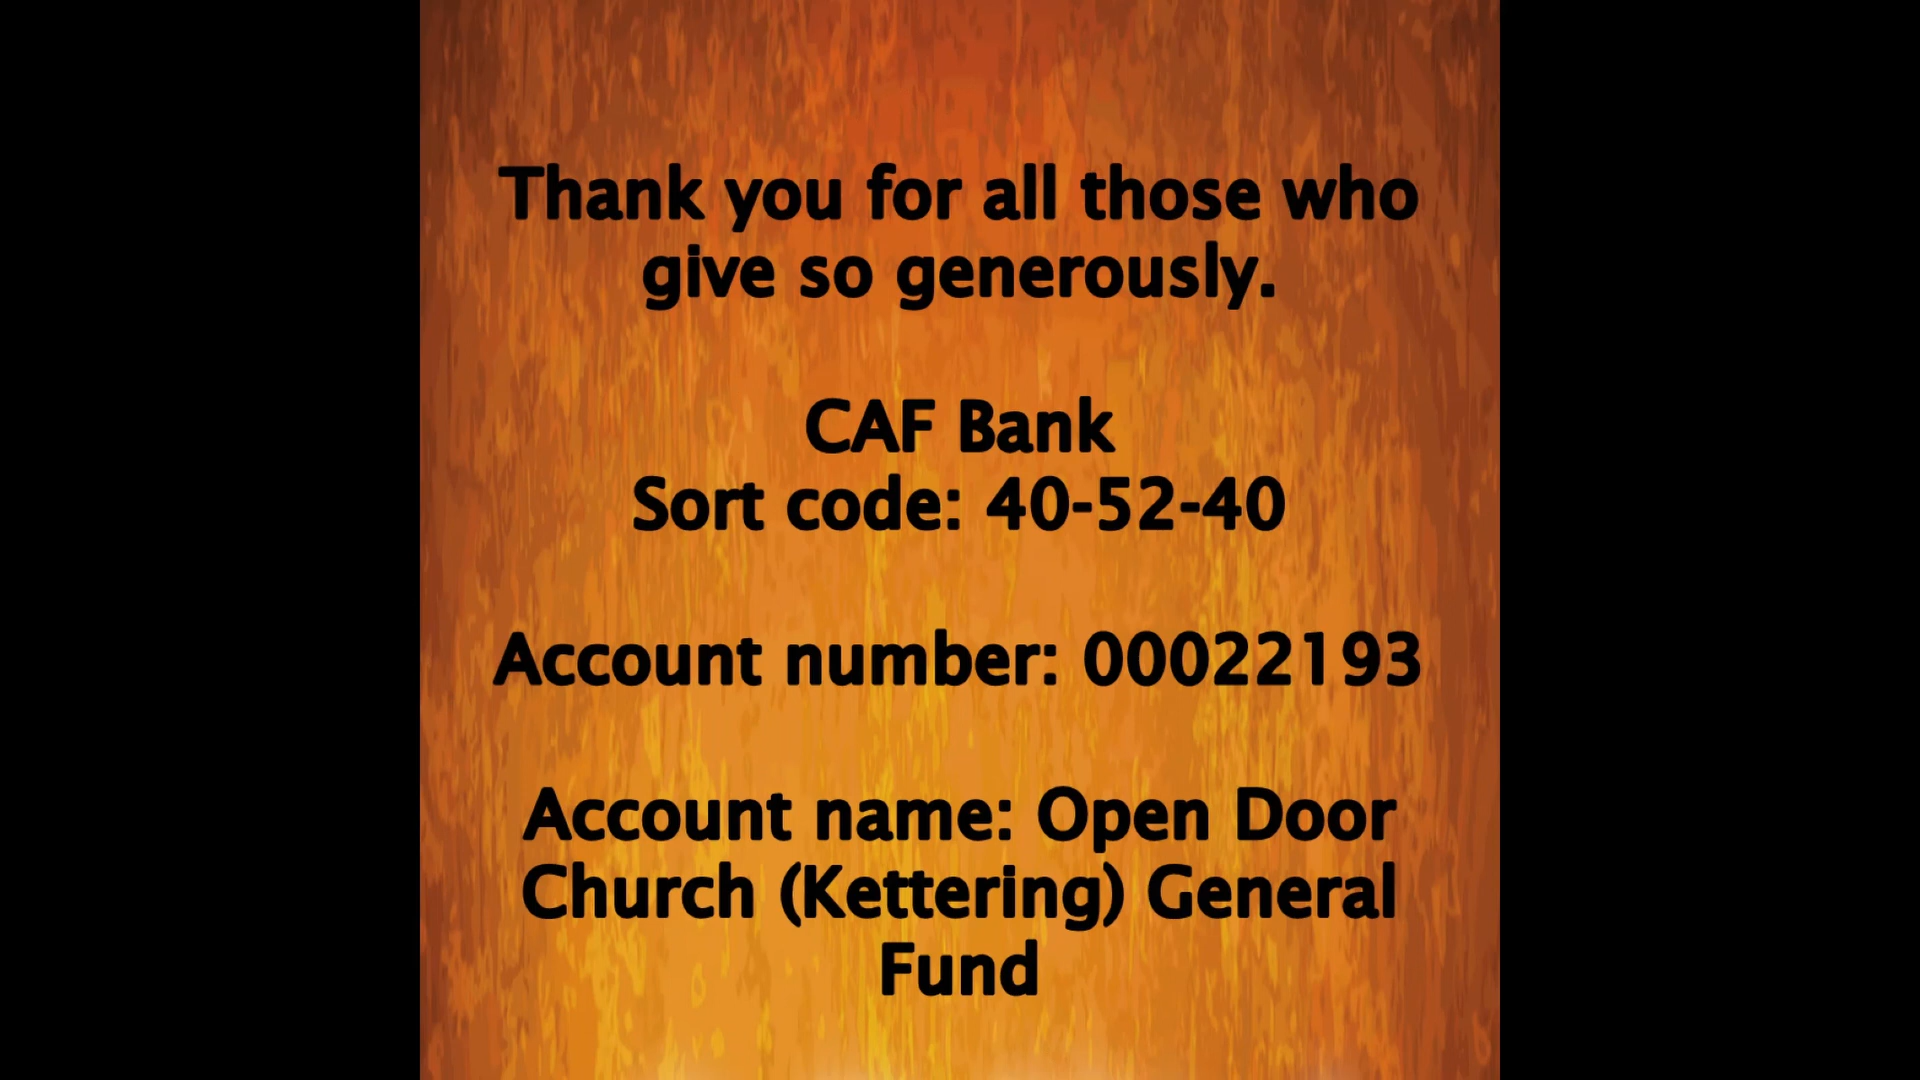 Thank you for all those who
give so generously.
CAF Bank
Sort code: 40-52-40
Account number: 00022193
Account name: Open Door
Church (Kettering) General
Fund